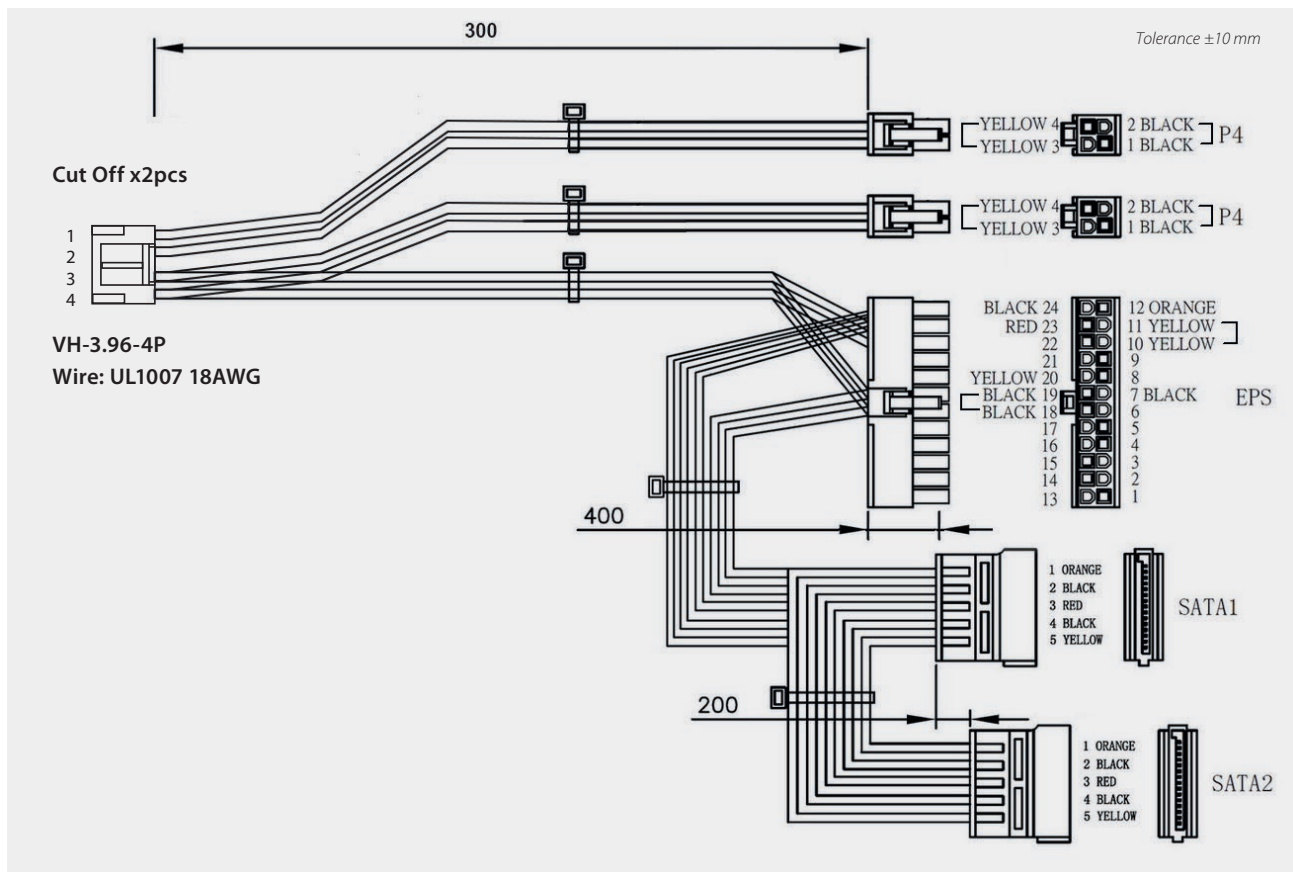 300
Tolerance ±10 mm
YELLOW 4
YELLOW 3
2 BLACK
1 BLACK
P4
Cut Off x2pcs
YELLOW 4
YELLOW 3
2 BLACK
1 BLACK
P4
1
2
3
4
VH-3.96-4P
Wire: UL1007 18AWG
BLACK 24
RED 23
22
21
YELLOW 20
BLACK 19
BLACK 18
17
16
15
14
13
12 ORANGE
11 YELLOW
10 YELLOW
9
8
7 BLACK
6
5
4
3
2
1
EPS
400
1 ORANGE
2 BLACK
3 RED
4 BLACK
5 YELLOW
SATA1
200
1 ORANGE
2 BLACK
3 RED
4 BLACK
5 YELLOW
SATA2